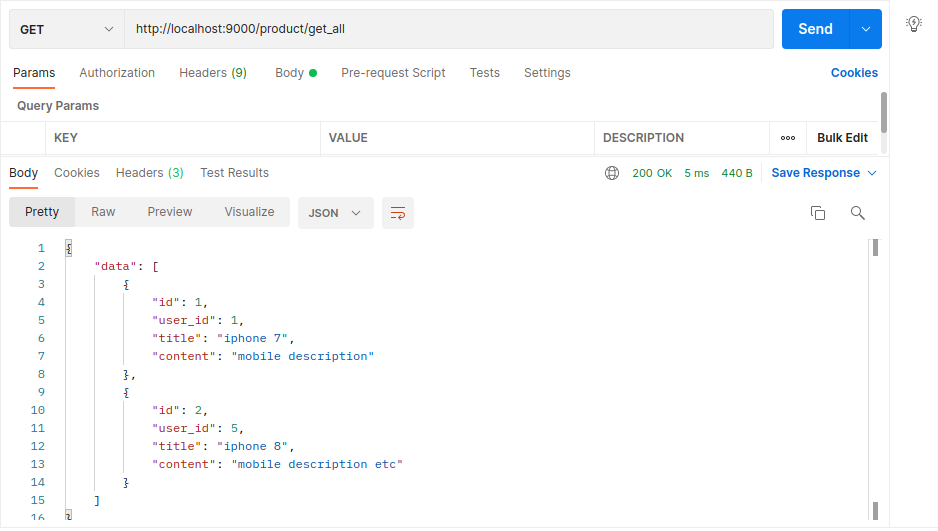 GET http://localhost:9000/product/get_all Send
Params Authorization Headers (9) Body Pre-request Script Tests Settings Cookies
Query Params
KEY VALUE DESCRIPTION ooo Bulk Edit
Body Cookies Headers (3) Test Results 200 OK 5 ms 440 B Save Response
Pretty Raw Preview Visualize JSON
1 {
2 "data": [
3 {
4 "id": 1,
5 "user_id": 1,
6 "title": "iphone 7",
7 "content": "mobile description"
8 },
9 {
10 "id": 2,
11 "user_id": 5,
12 "title": "iphone 8",
13 "content": "mobile description etc"
14 }
15 ]
16 }